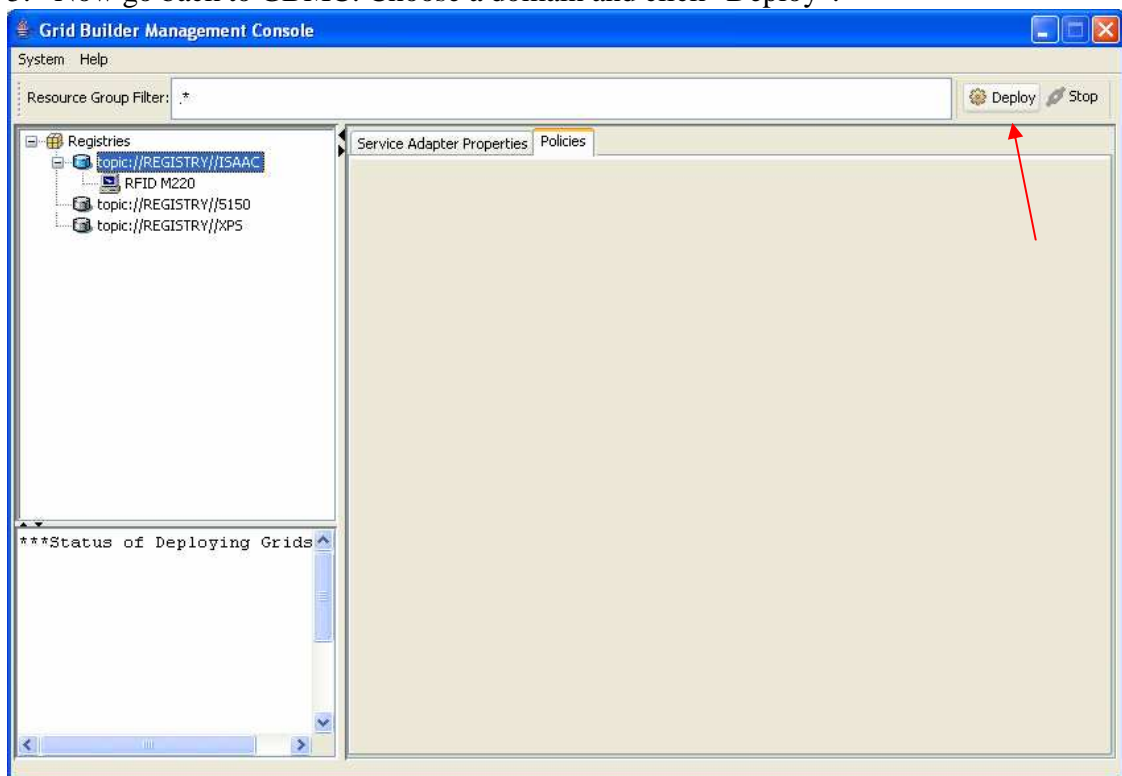 Now go back to GBMC. Choose a domain and click "Deploy".
Grid Builder Management Console
System Help
Resource Group Filter: .*
Deploy Stop
Registries
topic://REGISTRY//ISAAC
RFID M220
topic://REGISTRY//5150
topic://REGISTRY//XPS
Service Adapter Properties Policies
***Status of Deploying Grids